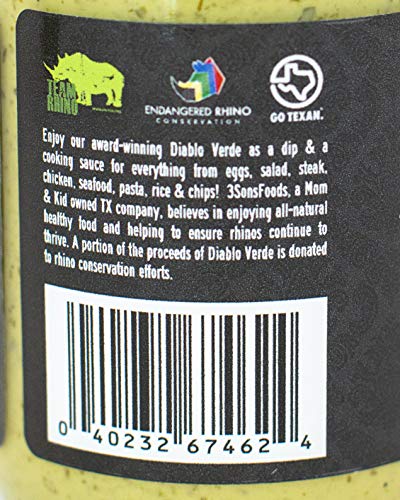 TEAM
RHINO
ENDANGERED RHINO
CONSERVATION
GO TEXAN.
Enjoy our award-winning Diablo Verde as a dip & a
cooking sauce for everything from eggs, salad, steak,
chicken, seafood, pasta, rice & chips! 3SonsFoods, a Mom
& Kid owned TX company, believes in enjoying all-natural
healthy food and helping to ensure rhinos continue to
thrive. A portion of the proceeds of Diablo Verde is donated
to rhino conservation efforts.
0 40232 67462 4